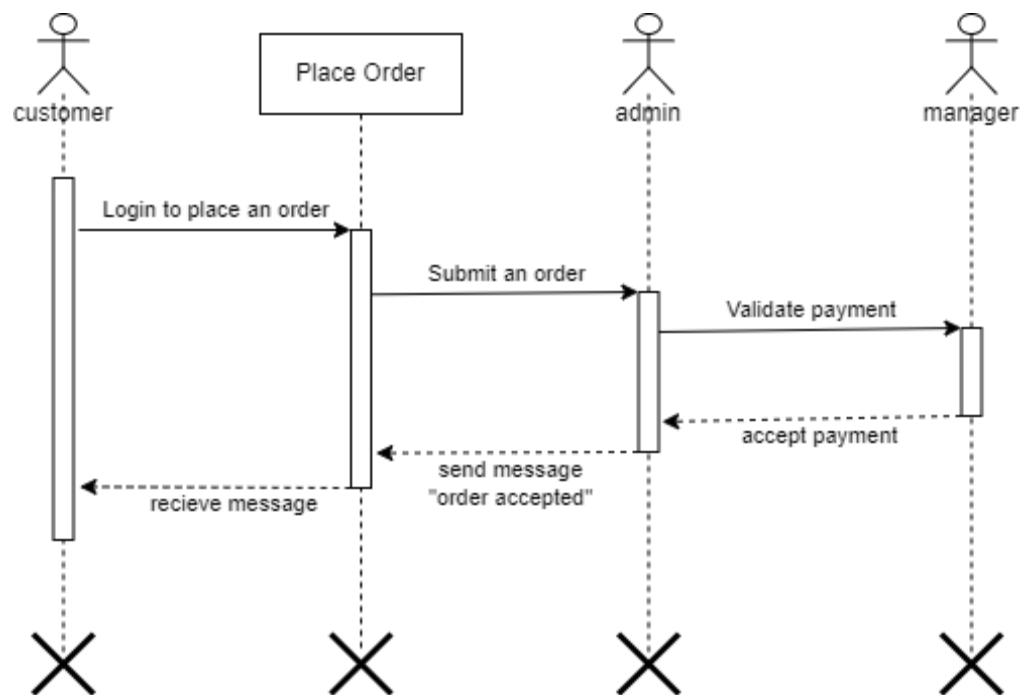 Place Order
customer
admin
manager
Login to place an order
Submit an order
Validate payment
accept payment
send message
"order accepted"
recieve message